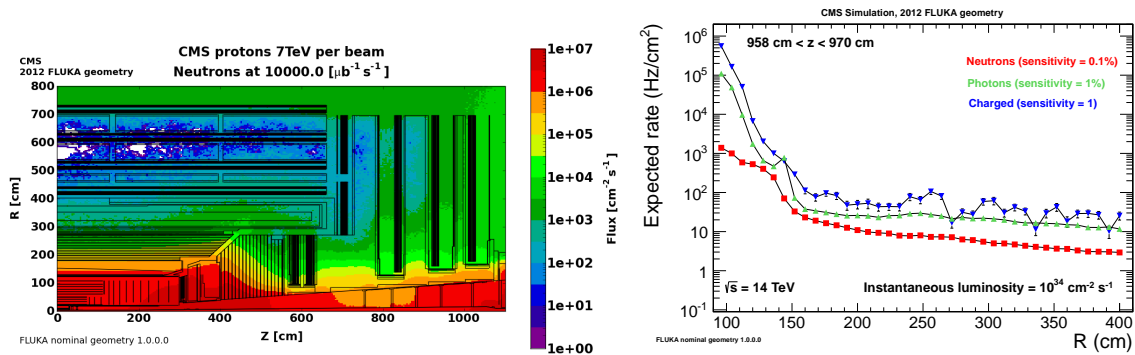 CMS
2012 FLUKA geometry
CMS protons 7TeV per beam
Neutrons at 10000.0 [μb⁻¹ s⁻¹]
R [cm]
800
700
600
500
400
300
200
100
0
0 200 400 600 800 1000
Z [cm]
FLUKA nominal geometry 1.0.0.0
1e+07
1e+06
1e+05
1e+04
1e+03
1e+02
1e+01
1e+00
Flux [cm⁻² s⁻¹]
CMS Simulation, 2012 FLUKA geometry
Expected rate (Hz/cm²)
10⁶
10⁵
10⁴
10³
10²
10
1
10⁻¹
958 cm < z < 970 cm
Neutrons (sensitivity = 0.1%)
Photons (sensitivity = 1%)
Charged (sensitivity = 1)
√s = 14 TeV
Instantaneous luminosity = 10³⁴ cm⁻² s⁻¹
100 150 200 250 300 350 400
R (cm)
FLUKA nominal geometry 1.0.0.0